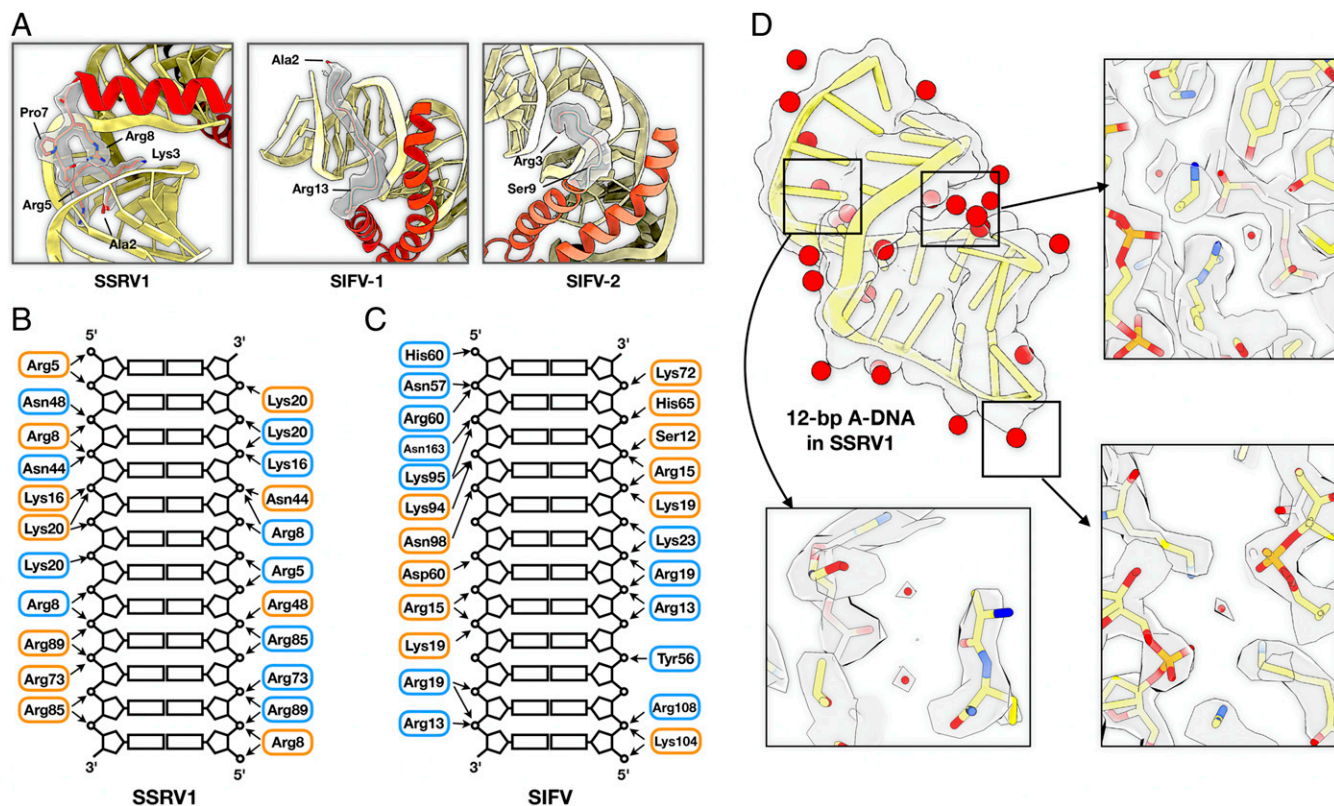 A
Pro7
Arg8
Lys3
Arg5
Ala2
SSRV1
Ala2
Arg13
SIFV-1
Arg3
Ser9
SIFV-2
B
5'
3'
Arg5
Asn48
Arg8
Asn44
Lys16
Lys20
Lys20
Arg8
Arg89
Arg73
Arg85
Lys20
Lys20
Lys16
Asn44
Arg8
Arg5
Arg48
Arg85
Arg73
Arg89
Arg8
3'
5'
SSRV1
C
5'
3'
His60
Asn57
Arg60
Asn163
Lys95
Lys94
Asn98
Asp60
Arg15
Lys19
Arg19
Arg13
Lys72
His65
Ser12
Arg15
Lys19
Lys23
Arg19
Arg13
Tyr56
Arg108
Lys104
3'
5'
SIFV
D
12-bp A-DNA
in SSRV1